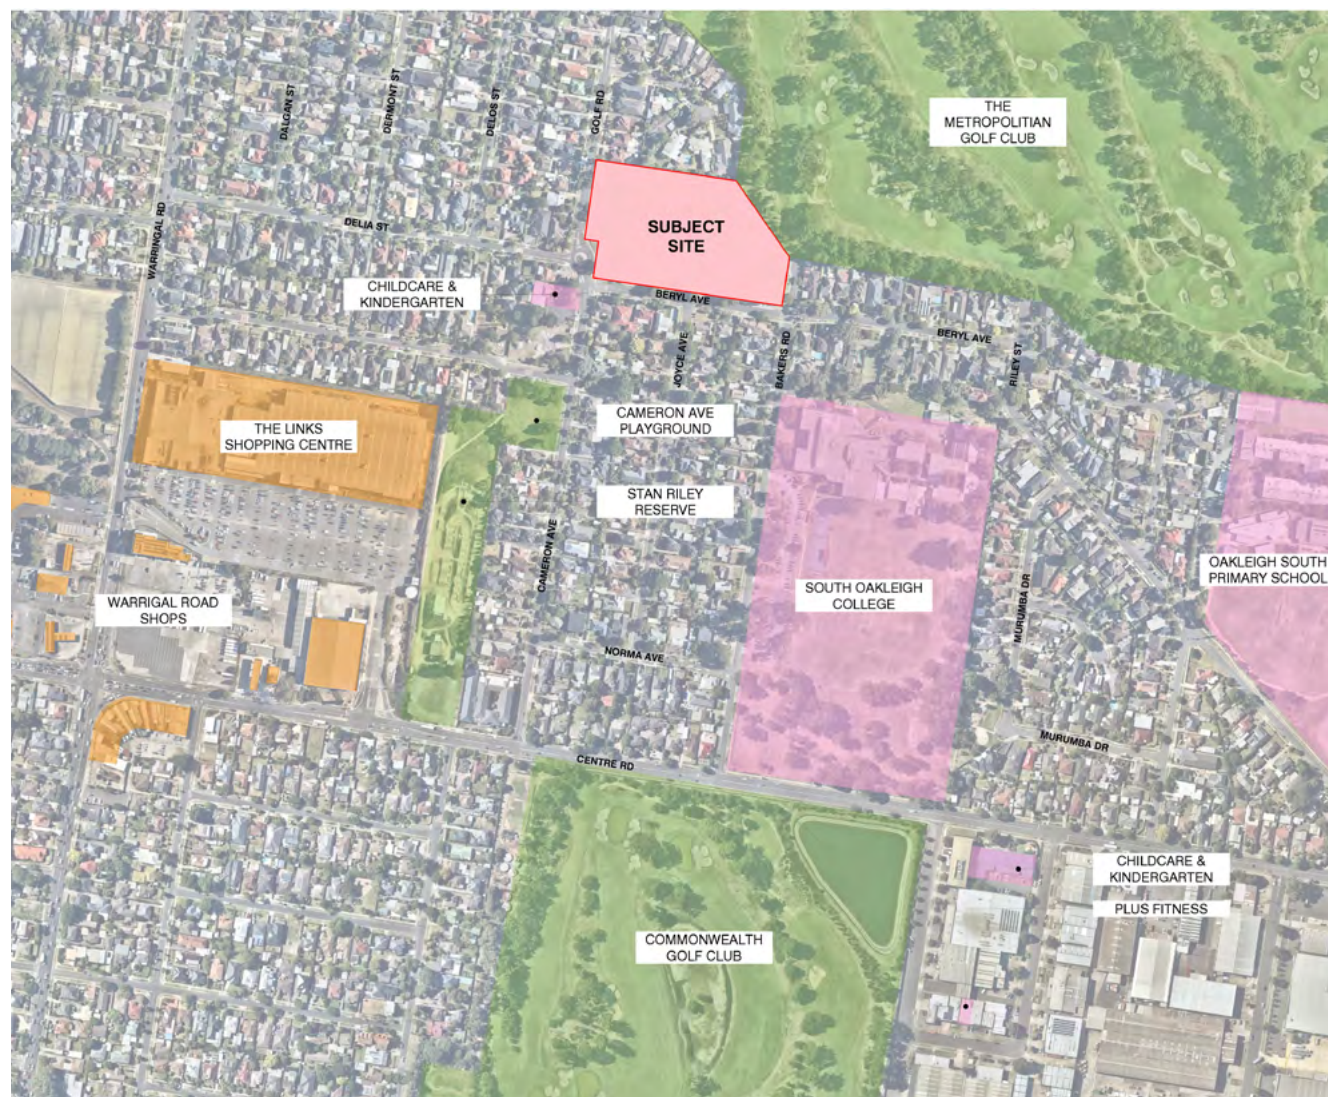 DALGAN ST
DERMONT ST
DELOS ST
GOLF RD
THE
METROPOLITIAN
GOLF CLUB
WARRINGAL RD
DELIA ST
SUBJECT
SITE
CHILDCARE &
KINDERGARTEN
BERYL AVE
BERYL AVE
JOYCE AVE
BAKERS RD
RILEY ST
THE LINKS
SHOPPING CENTRE
CAMERON AVE
PLAYGROUND
STAN RILEY
RESERVE
CAMERON AVE
WARRIGAL ROAD
SHOPS
SOUTH OAKLEIGH
COLLEGE
OAKLEIGH SOUTH
PRIMARY SCHOOL
MURUMBA DR
NORMA AVE
MURUMBA DR
CENTRE RD
CHILDCARE &
KINDERGARTEN
PLUS FITNESS
COMMONWEALTH
GOLF CLUB